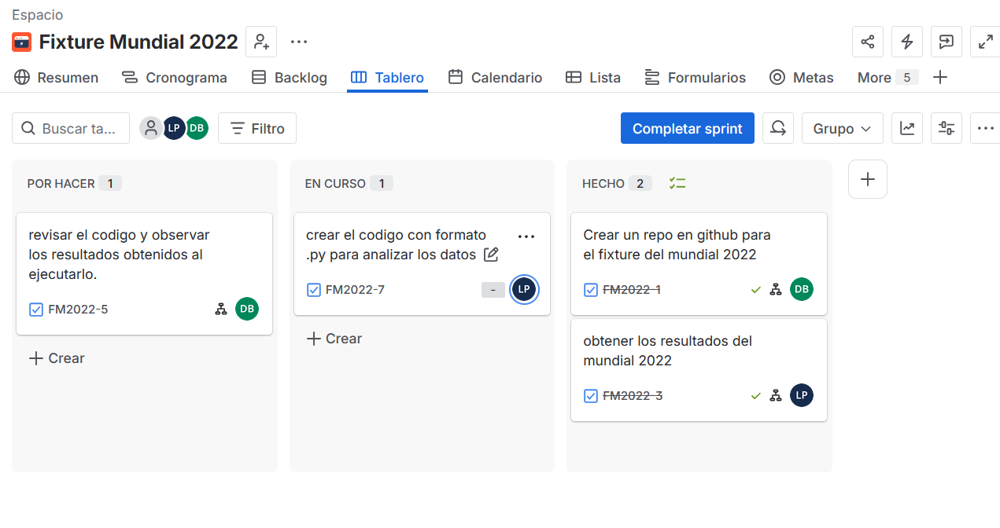 Espacio
Fixture Mundial 2022
Resumen Cronograma Backlog Tablero Calendario Lista Formularios Metas More 5
Buscar ta... LP DB Filtro Completar sprint Grupo
POR HACER 1
revisar el codigo y observar
los resultados obtenidos al
ejecutarlo.
FM2022-5 DB
Crear
EN CURSO 1
crear el codigo con formato
.py para analizar los datos
FM2022-7 - LP
Crear
HECHO 2
Crear un repo en github para
el fixture del mundial 2022
FM2022-1 DB
obtener los resultados del
mundial 2022
FM2022-3 LP